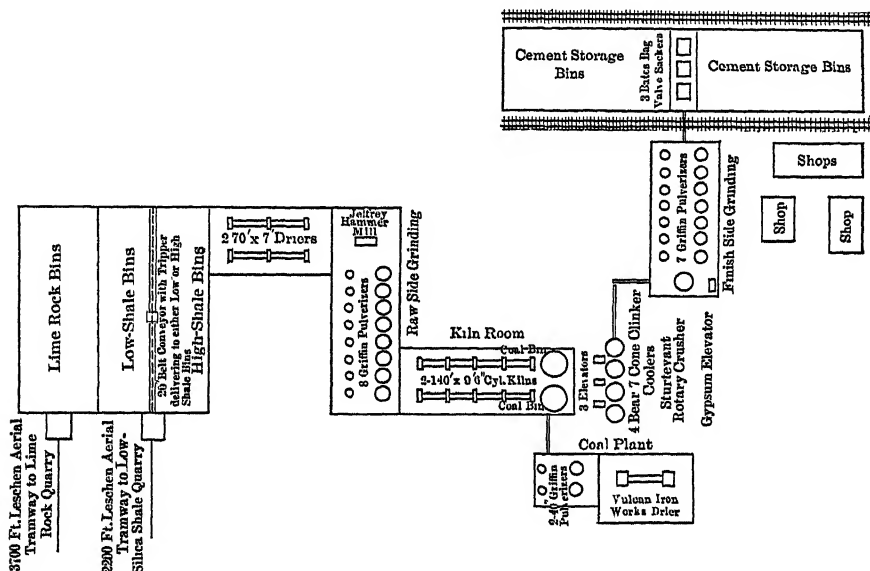 Cement Storage
Bins
3 Bates Bag
Valve Sackers
Cement Storage Bins
7 Griffin Pulverizers
Finish Side Grinding
Shops
Shop
Shop
Lime Rock Bins
Low-Shale Bins
20 Belt Conveyor with Tripper
delivering to either Low or High
Shale Bins
High-Shale Bins
2 70'x 7' Driers
Jeffrey
Hammer
Mill
8 Griffin Pulverizers
Raw Side Grinding
Kiln Room
Coal Bin
2-140'x 9'6" Cyl. Kilns
Coal Bin
3 Elevators
4 Bear 7 Cone Clinker
Coolers
Sturtevant
Rotary Crusher
Gypsum Elevator
Coal Plant
2-40" Griffin
Pulverizers
Vulcan Iron
Works Drier
3700 Ft. Leschen Aerial
Tramway to Lime
Rock Quarry
2200 Ft. Leschen Aerial
Tramway to Low-
Silica Shale Quarry